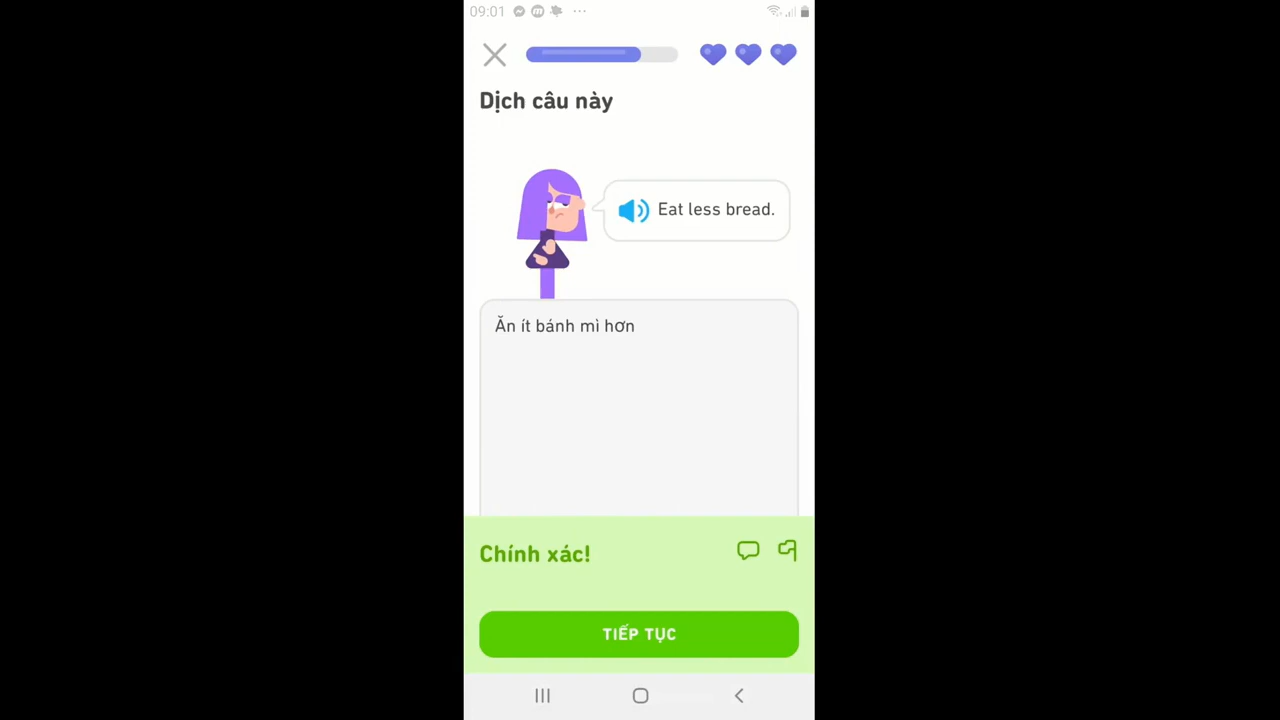 09:01
Dịch câu này
Eat less bread.
Ăn ít bánh mì hơn
Chính xác!
TIẾP TỤC